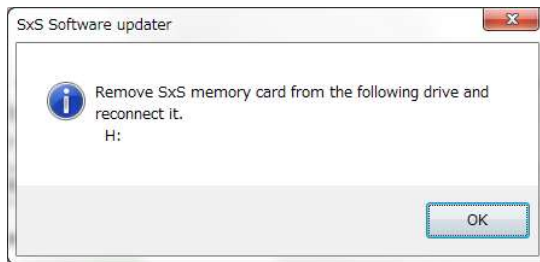 SxS Software updater
Remove SxS memory card from the following drive and
reconnect it.
H:
OK